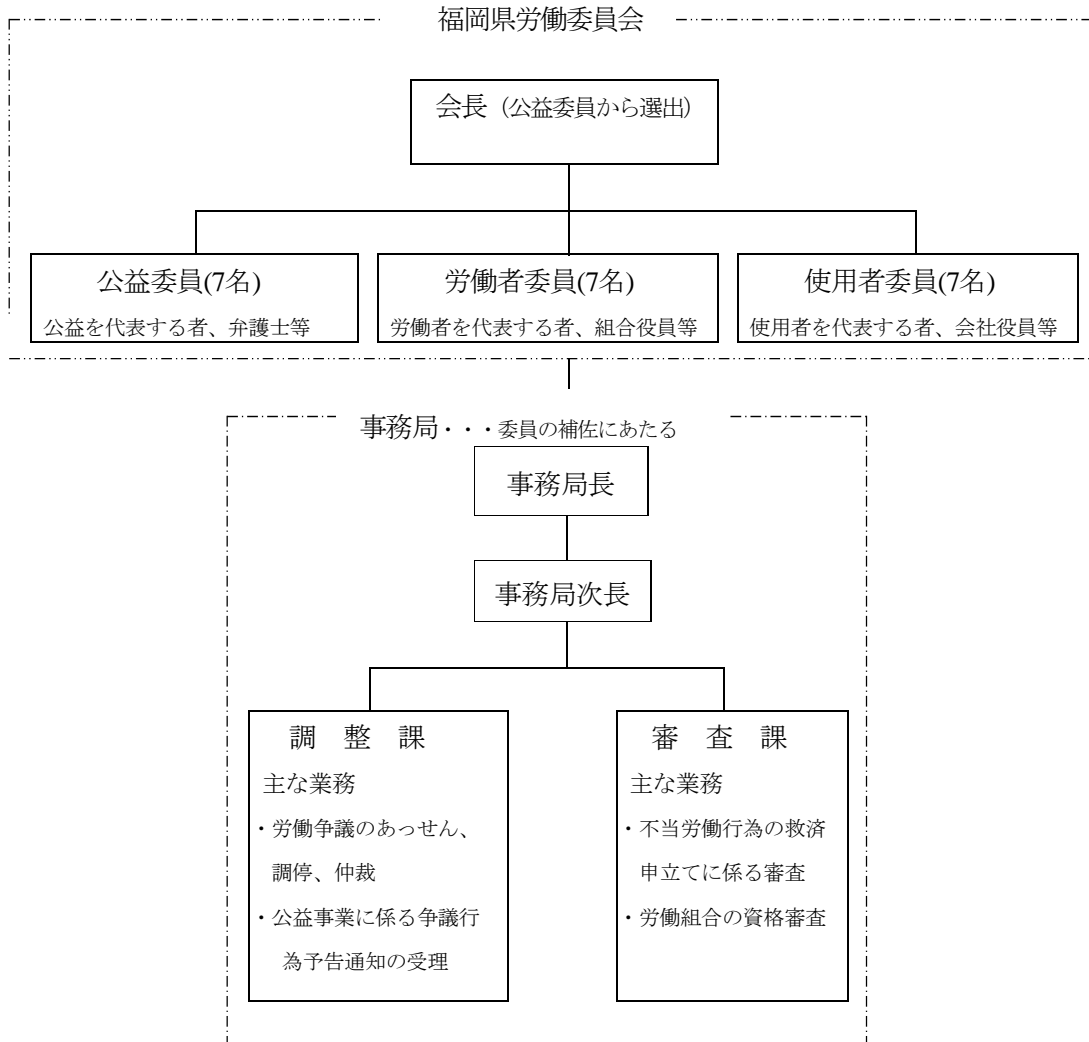 福岡県労働委員会
会長（公益委員から選出）
公益委員(7名)
公益を代表する者、弁護士等
労働者委員(7名)
労働者を代表する者、組合役員等
使用者委員(7名)
使用者を代表する者、会社役員等
事務局・・・委員の補佐にあたる
事務局長
事務局次長
調　整　課
主な業務
・労働争議のあっせん、
調停、仲裁
・公益事業に係る争議行
為予告通知の受理
審　査　課
主な業務
・不当労働行為の救済
申立てに係る審査
・労働組合の資格審査